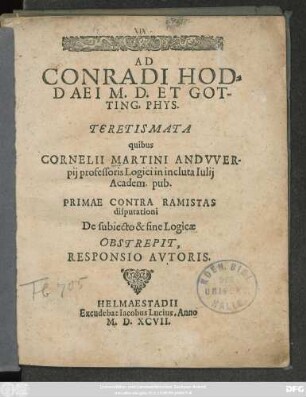 XIX
AD
CONRADI HOD-
DAEI M. D. ET GOT-
TING. PHYS.
TERETISMATA
quibus
CORNELII MARTINI ANDVVER-
pij professoris Logici in incluta Iulij
Academ. pub.
PRIMAE CONTRA RAMISTAS
disputationi
De subiecto & fine Logicæ
OBSTREPIT,
RESPONSIO AVTORIS.
HELMAESTADII
Excudebat Iacobus Lucius, Anno
M. D. XCVII.